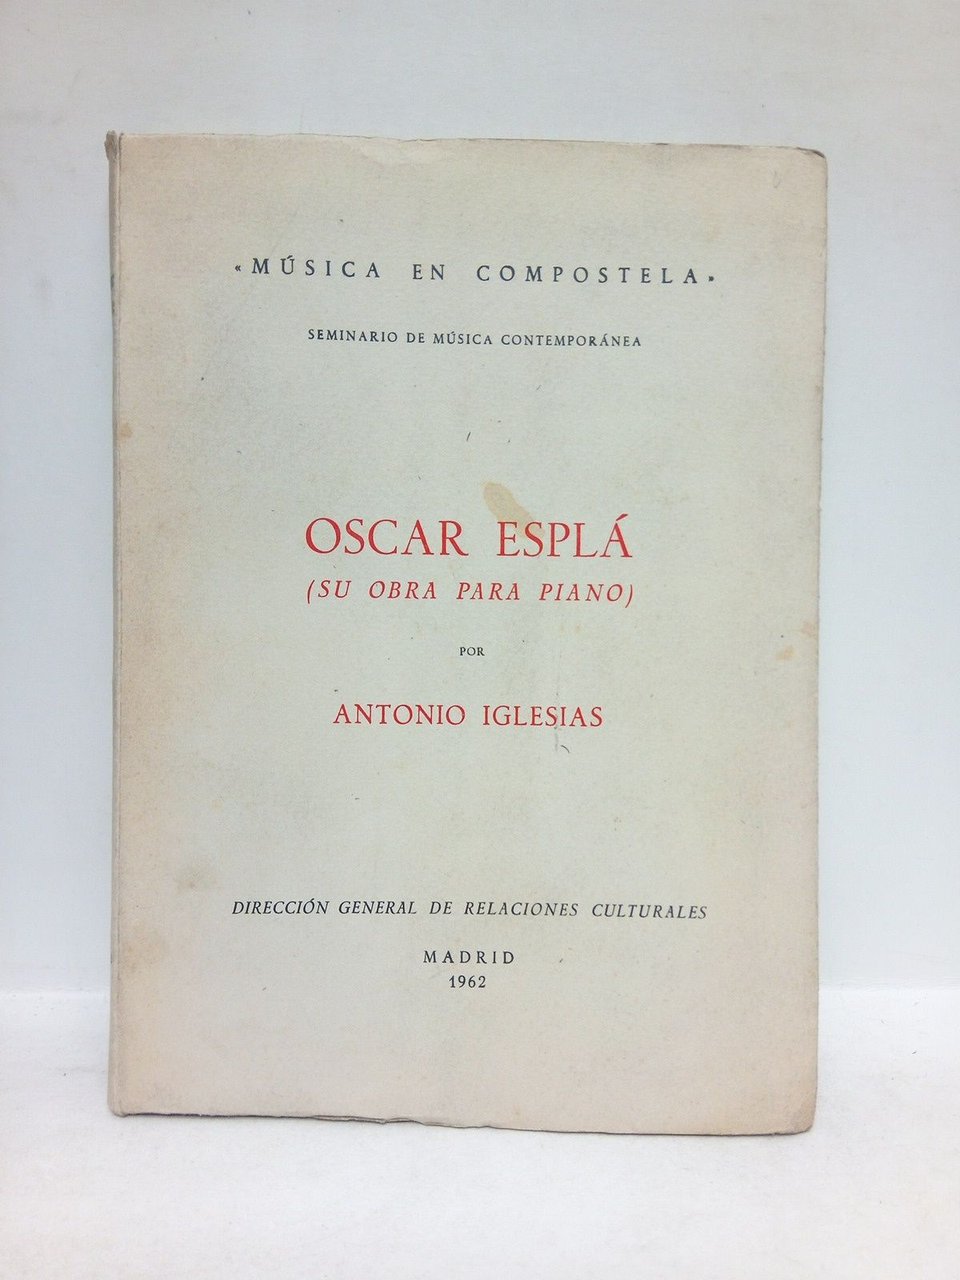 «MÚSICA EN COMPOSTELA»
SEMINARIO DE MÚSICA CONTEMPORÁNEA
OSCAR ESPLÁ
(SU OBRA PARA PIANO)
POR
ANTONIO IGLESIAS
DIRECCIÓN GENERAL DE RELACIONES CULTURALES
MADRID
1962